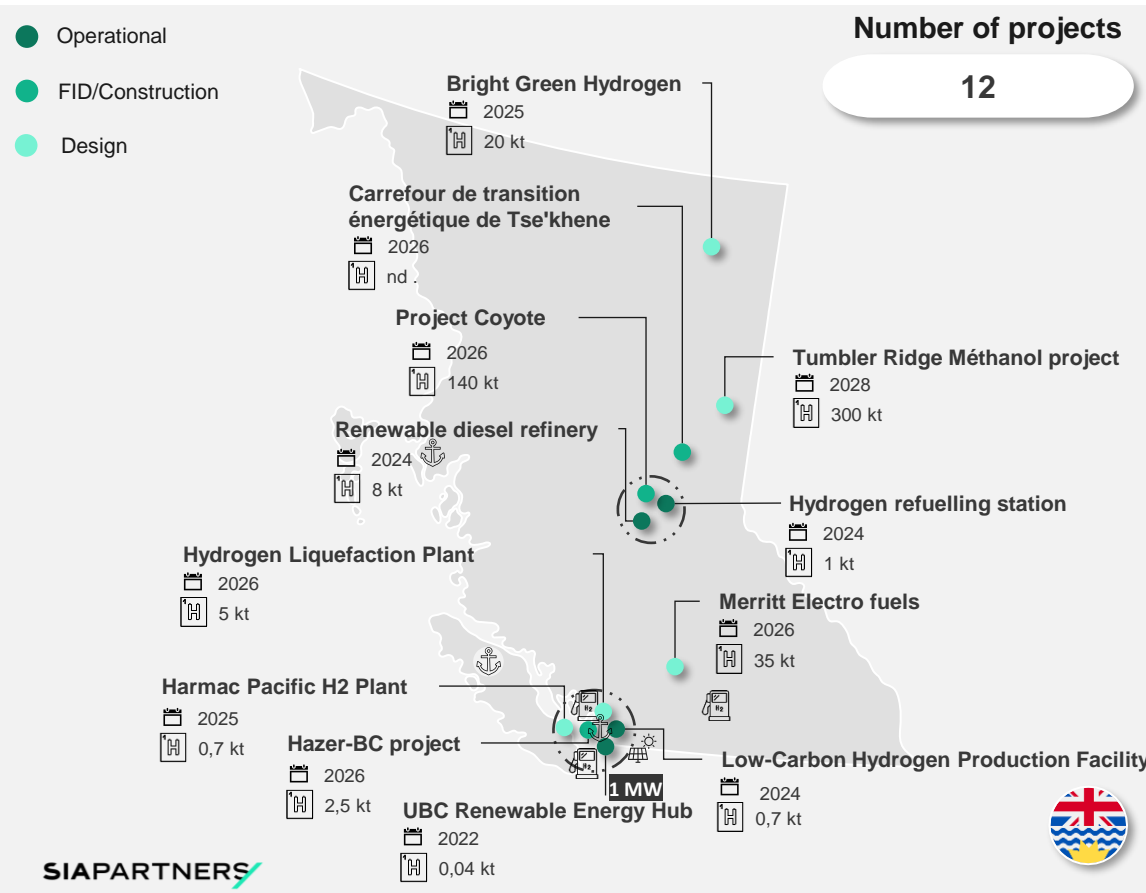 Operational
FID/Construction
Design
Number of projects
12
Bright Green Hydrogen
2025
20 kt
Carrefour de transition
énergétique de Tse'khene
2026
nd .
Project Coyote
2026
140 kt
Tumbler Ridge Méthanol project
2028
300 kt
Renewable diesel refinery
2024
8 kt
Hydrogen refuelling station
2024
1 kt
Hydrogen Liquefaction Plant
2026
5 kt
Merritt Electro fuels
2026
35 kt
Harmac Pacific H2 Plant
2025
0,7 kt
Hazer-BC project
2026
2,5 kt
Low-Carbon Hydrogen Production Facility
2024
0,7 kt
1 MW
UBC Renewable Energy Hub
2022
0,04 kt
SIAPARTNERS